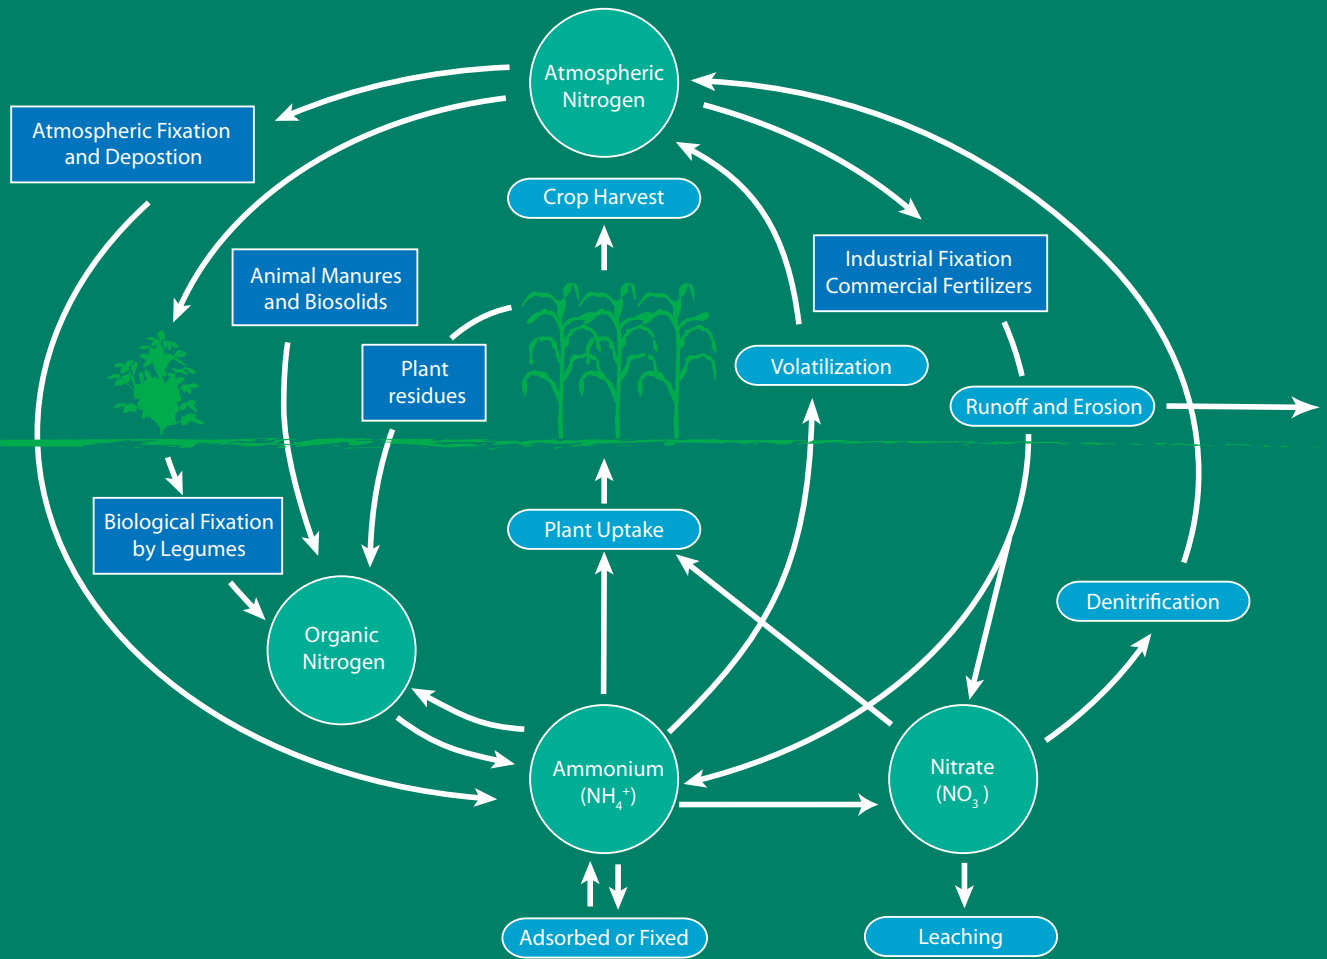 Atmospheric
Nitrogen
Atmospheric Fixation
and Depostion
Crop Harvest
Animal Manures
and Biosolids
Industrial Fixation
Commercial Fertilizers
Plant
residues
Volatilization
Runoff and Erosion
Biological Fixation
by Legumes
Plant Uptake
Denitrification
Organic
Nitrogen
Ammonium
(NH₄⁺)
Nitrate
(NO₃ )
Adsorbed or Fixed
Leaching